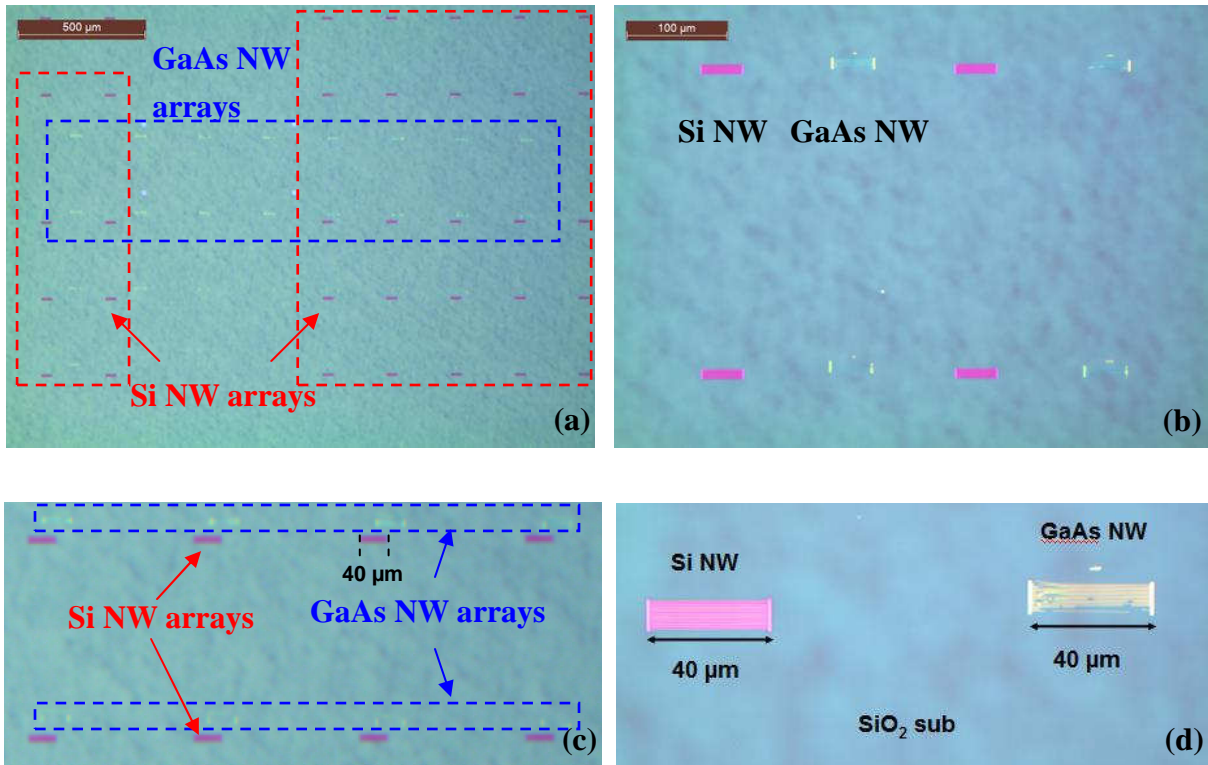 500 µm
GaAs NW
arrays
Si NW arrays
(a)
100 µm
Si NW GaAs NW
(b)
40 µm
Si NW arrays
GaAs NW arrays
(c)
GaAs NW
Si NW
40 µm
40 µm
SiO₂ sub
(d)